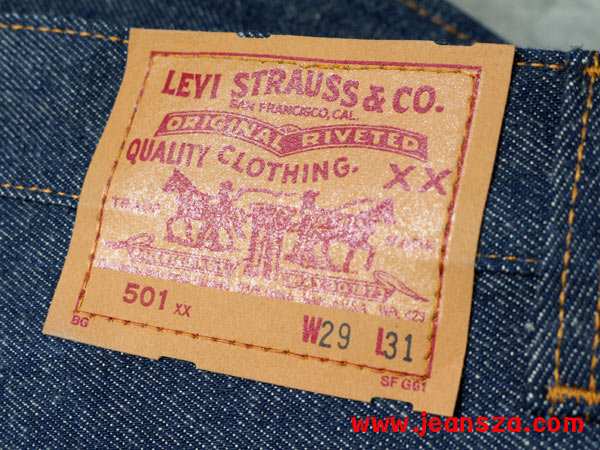 LEVI STRAUSS & CO.
SAN FRANCISCO, CAL.
ORIGINAL RIVETED
QUALITY CLOTHING.
XX
501 XX
W29 L31
BG
SF G01
www.jeansza.com